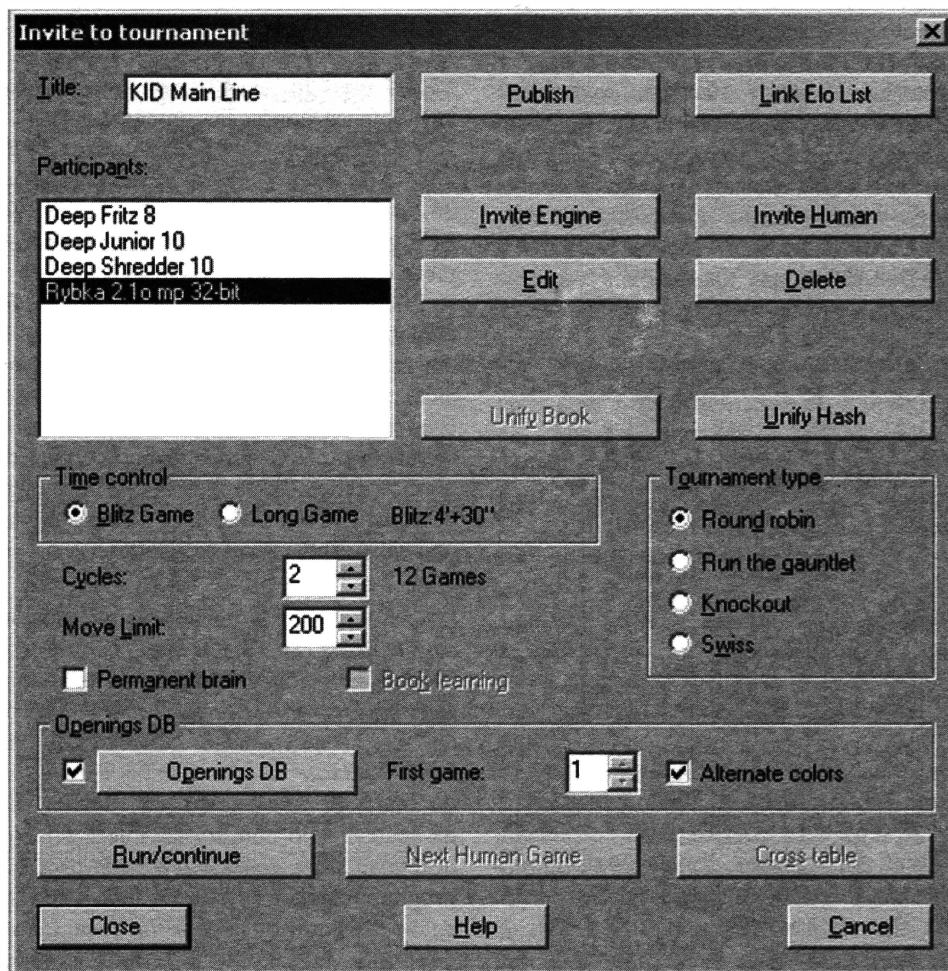 Invite to tournament
Title: KID Main Line Publish Link Elo List
Participants:
Deep Fritz 8
Deep Junior 10
Deep Shredder 10
Rybka 2.1o mp 32-bit
Invite Engine Invite Human
Edit Delete
Unify Book Unify Hash
Time control
Blitz Game Long Game Blitz:4'+30"
Tournament type
Round robin
Run the gauntlet
Knockout
Swiss
Cycles: 2 12 Games
Move Limit: 200
Permanent brain Book learning
Openings DB
Openings DB First game: 1 Alternate colors
Run/continue Next Human Game Cross table
Close Help Cancel